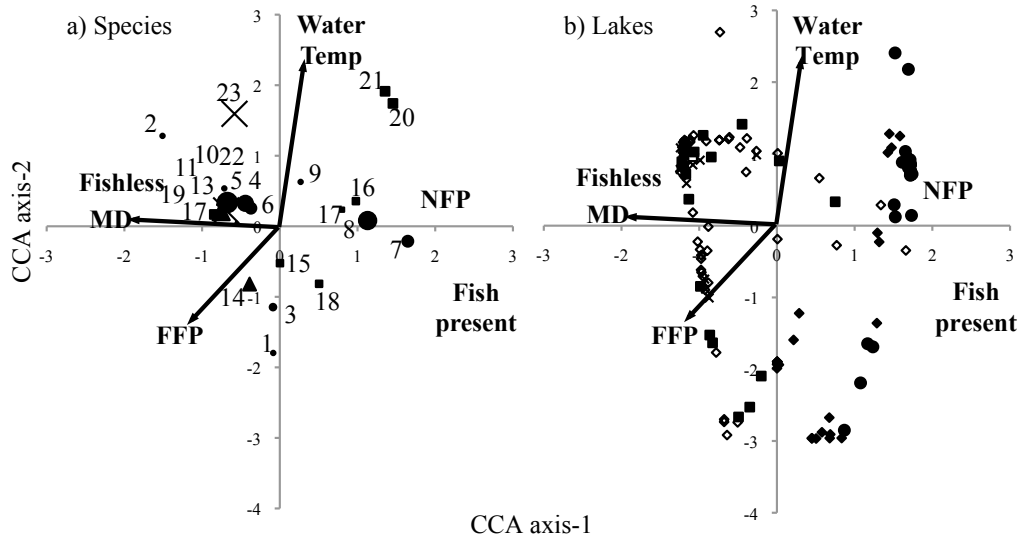 a) Species
b) Lakes
3
2
1
0
-1
-2
-3
-4
-3
-2
-1
0
1
2
3
Water
Temp
21
20
23
2
10
22
11
13
5
4
19
6
17
9
16
17
8
7
15
14
18
3
1
Fishless
MD
NFP
FFP
Fish
present
CCA axis-2
3
2
1
0
-1
-2
-3
-4
-3
-2
-1
0
1
2
3
Water
Temp
Fishless
MD
NFP
FFP
Fish
present
CCA axis-1